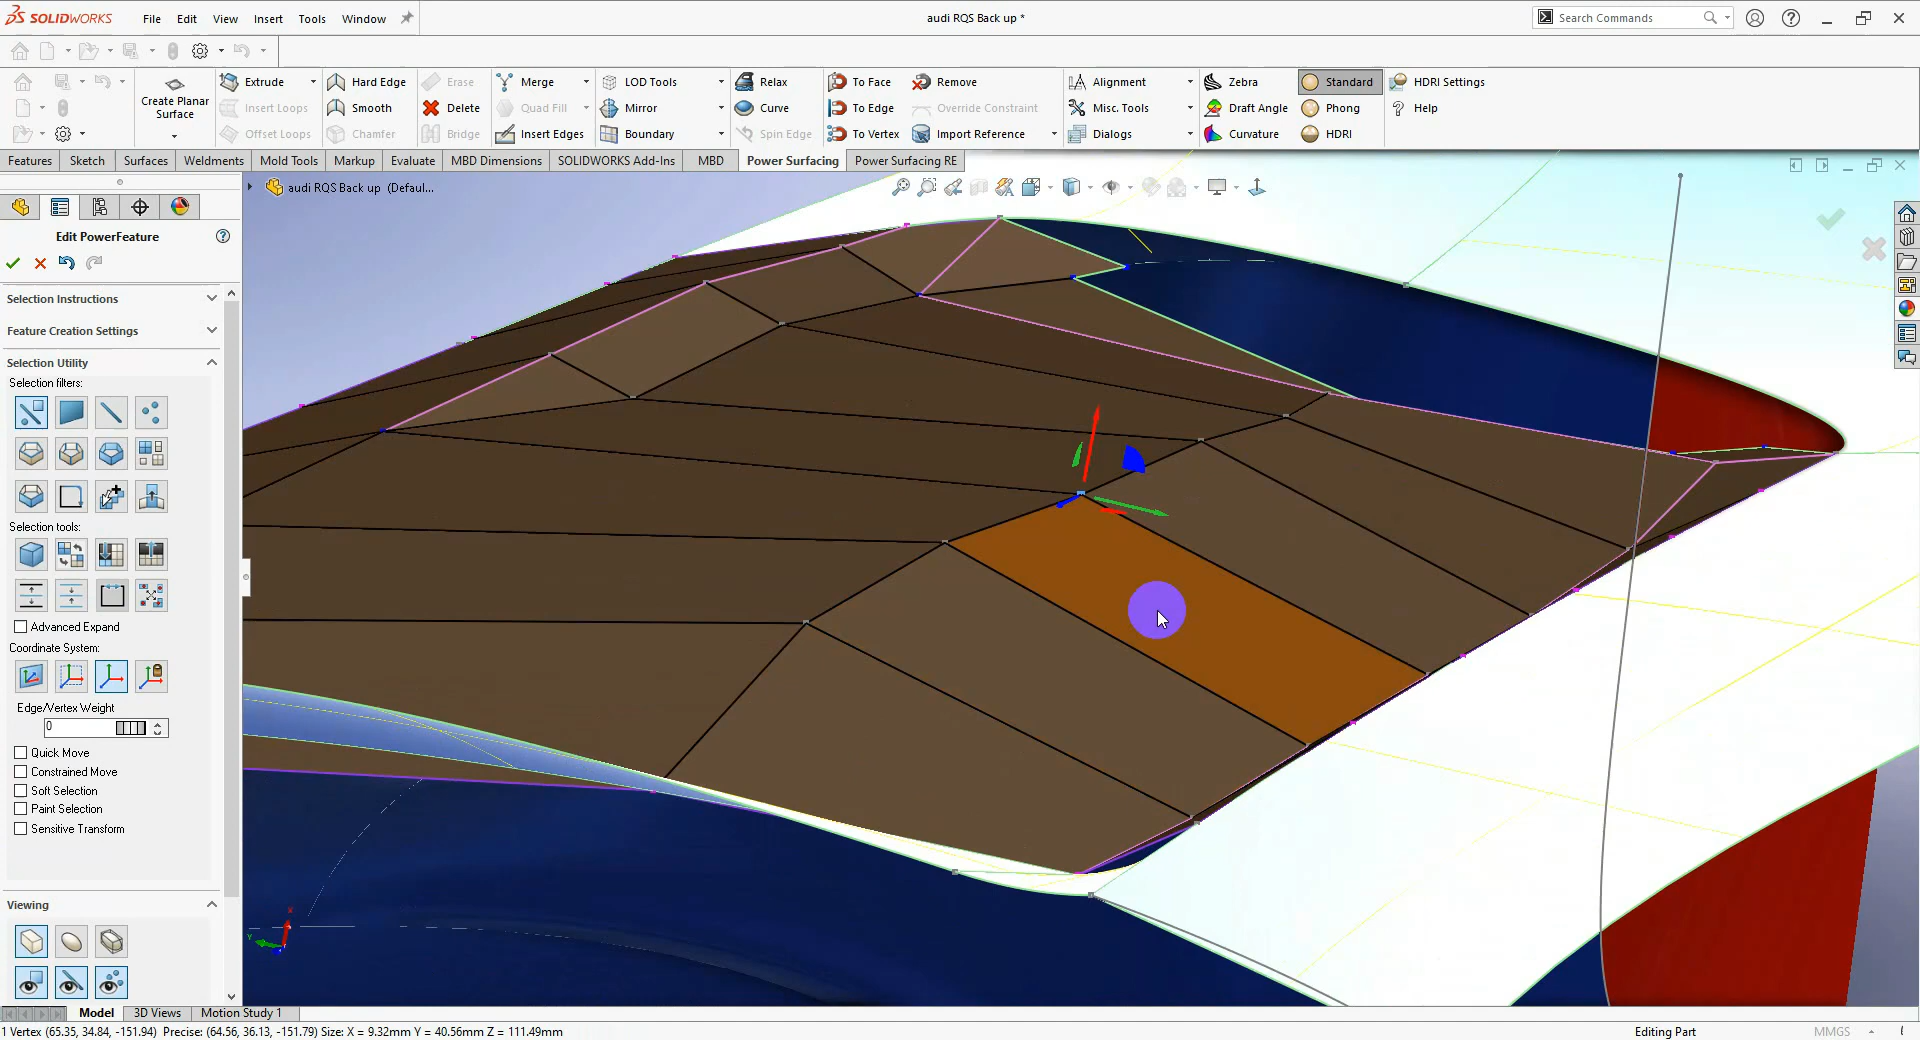 SOLIDWORKS File Edit View Insert Tools Window audi RQS Back up * Search Commands
Extrude Hard Edge Erase Merge LOD Tools Relax To Face Remove Alignment Zebra Standard HDRI Settings
Create Planar Surface Insert Loops Smooth Delete Quad Fill Mirror Curve To Edge Override Constraint Misc. Tools Draft Angle Phong Help
Offset Loops Chamfer Bridge Insert Edges Boundary Spin Edge To Vertex Import Reference Dialogs Curvature HDRI
Features Sketch Surfaces Weldments Mold Tools Markup Evaluate MBD Dimensions SOLIDWORKS Add-Ins MBD Power Surfacing Power Surfacing RE
audi RQS Back up (Defaul...
Edit PowerFeature
Selection Instructions
Feature Creation Settings
Selection Utility
Selection filters:
Selection tools:
Advanced Expand
Coordinate System:
Edge/Vertex Weight
0
Quick Move
Constrained Move
Soft Selection
Paint Selection
Sensitive Transform
Viewing
Model 3D Views Motion Study 1
1 Vertex (65.35, 34.84, -151.94) Precise: (64.56, 36.13, -151.79) Size: X = 9.32mm Y = 40.56mm Z = 111.49mm Editing Part MMGS